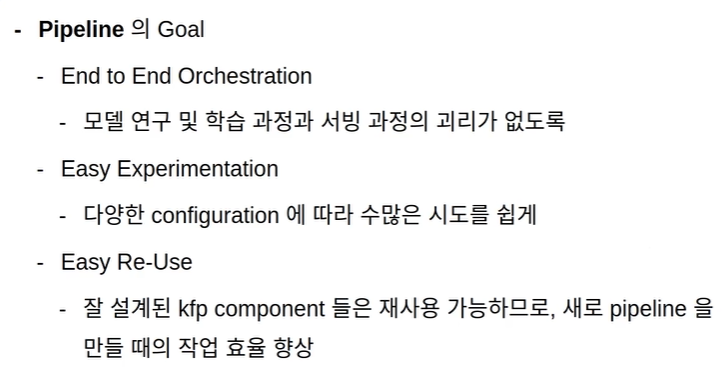 - Pipeline 의 Goal
- End to End Orchestration
- 모델 연구 및 학습 과정과 서빙 과정의 괴리가 없도록
- Easy Experimentation
- 다양한 configuration 에 따라 수많은 시도를 쉽게
- Easy Re-Use
- 잘 설계된 kfp component 들은 재사용 가능하므로, 새로 pipeline 을
만들 때의 작업 효율 향상